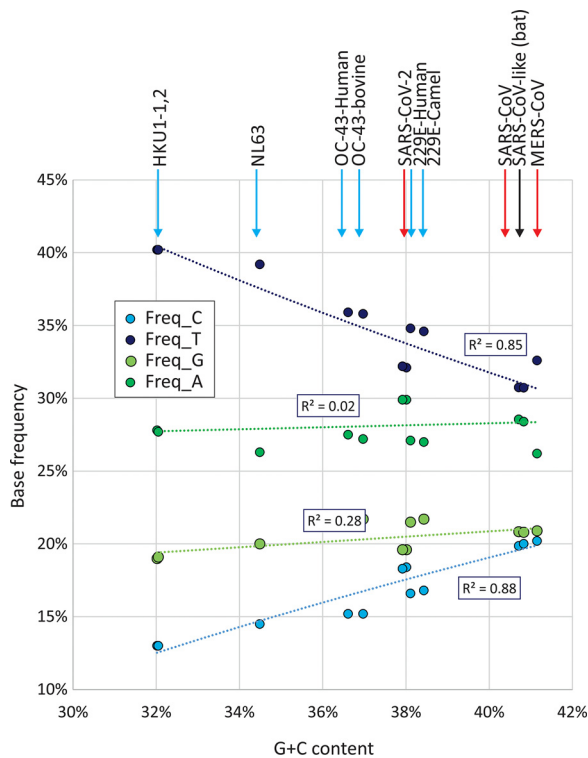 HKU1-1,2
NL63
OC-43-Human
OC-43-bovine
SARS-CoV-2
229E-Human
229E-Camel
SARS-CoV
SARS-CoV-like (bat)
MERS-CoV
45%
40%
35%
30%
25%
20%
15%
10%
Base frequency
Freq_C
Freq_T
Freq_G
Freq_A
R² = 0.85
R² = 0.02
R² = 0.28
R² = 0.88
30%
32%
34%
36%
38%
40%
42%
G+C content